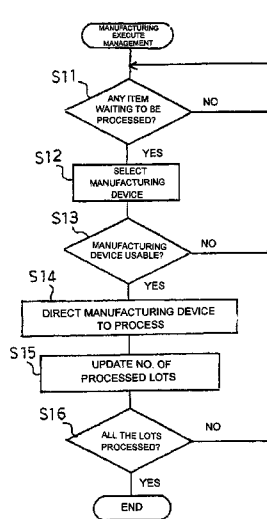 MANUFACTURING
EXECUTE
MANAGEMENT
S11
ANY ITEM
WAITING TO BE
PROCESSED?
NO
YES
S12
SELECT
MANUFACTURING
DEVICE
S13
MANUFACTURING
DEVICE USABLE?
NO
YES
S14
DIRECT MANUFACTURING DEVICE
TO PROCESS
S15
UPDATE NO. OF
PROCESSED LOTS
S16
ALL THE LOTS
PROCESSED?
NO
YES
END